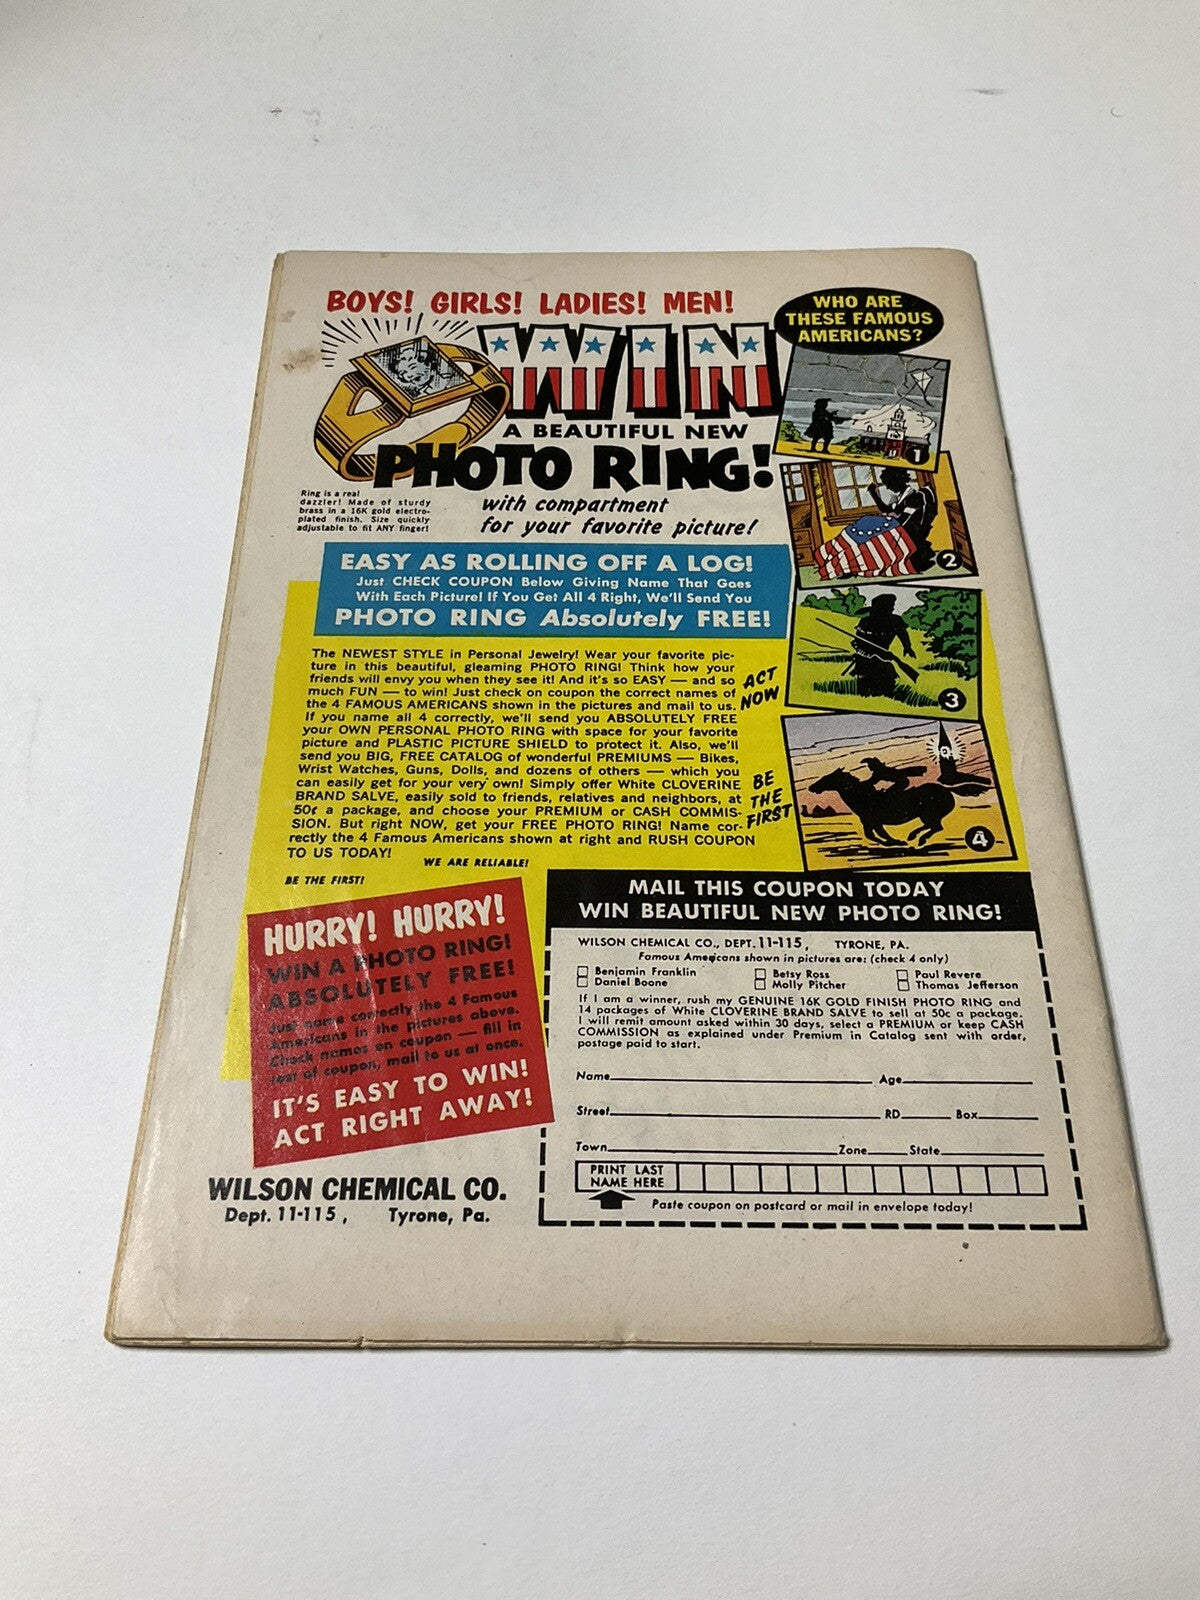 BOYS! GIRLS! LADIES! MEN!
WIN
A BEAUTIFUL NEW
PHOTO RING!
with compartment
for your favorite picture!
Ring is a real
dazzler! Made of sturdy
brass in a 16K gold electro-
plated finish. Size quickly
adjustable to fit ANY finger!
WHO ARE
THESE FAMOUS
AMERICANS?
1
2
3
4
EASY AS ROLLING OFF A LOG!
Just CHECK COUPON Below Giving Name That Goes
With Each Picture! If You Get All 4 Right, We'll Send You
PHOTO RING Absolutely FREE!
The NEWEST STYLE in Personal Jewelry! Wear your favorite pic-
ture in this beautiful, gleaming PHOTO RING! Think how your
friends will envy you when they see it! And it's so EASY — and so
much FUN — to win! Just check on coupon the correct names of
the 4 FAMOUS AMERICANS shown in the pictures and mail to us.
If you name all 4 correctly, we'll send you ABSOLUTELY FREE
your OWN PERSONAL PHOTO RING with space for your favorite
picture and PLASTIC PICTURE SHIELD to protect it. Also, we'll
send you BIG, FREE CATALOG of wonderful PREMIUMS — Bikes,
Wrist Watches, Guns, Dolls, and dozens of others — which you
can easily get for your very own! Simply offer White CLOVERINE
BRAND SALVE, easily sold to friends, relatives and neighbors, at
50¢ a package, and choose your PREMIUM or CASH COMMIS-
SION. But right NOW, get your FREE PHOTO RING! Name cor-
rectly the 4 Famous Americans shown at right and RUSH COUPON
TO US TODAY!
WE ARE RELIABLE!
BE THE FIRST!
ACT
NOW
BE
THE
FIRST
HURRY! HURRY!
WIN A PHOTO RING!
ABSOLUTELY FREE!
Just name correctly the 4 Famous
Americans in the pictures above.
Check names on coupon — fill in
rest of coupon, mail to us at once.
IT'S EASY TO WIN!
ACT RIGHT AWAY!
WILSON CHEMICAL CO.
Dept. 11-115, Tyrone, Pa.
MAIL THIS COUPON TODAY
WIN BEAUTIFUL NEW PHOTO RING!
WILSON CHEMICAL CO., DEPT. 11-115, TYRONE, PA.
Famous Americans shown in pictures are: (check 4 only)
Benjamin Franklin Betsy Ross Paul Revere
Daniel Boone Molly Pitcher Thomas Jefferson
If I am a winner, rush my GENUINE 16K GOLD FINISH PHOTO RING and
14 packages of White CLOVERINE BRAND SALVE to sell at 50c a package.
I will remit amount asked within 30 days, select a PREMIUM or keep CASH
COMMISSION as explained under Premium in Catalog sent with order,
postage paid to start.
Name Age
Street RD Box
Town Zone State
PRINT LAST
NAME HERE
Paste coupon on postcard or mail in envelope today!